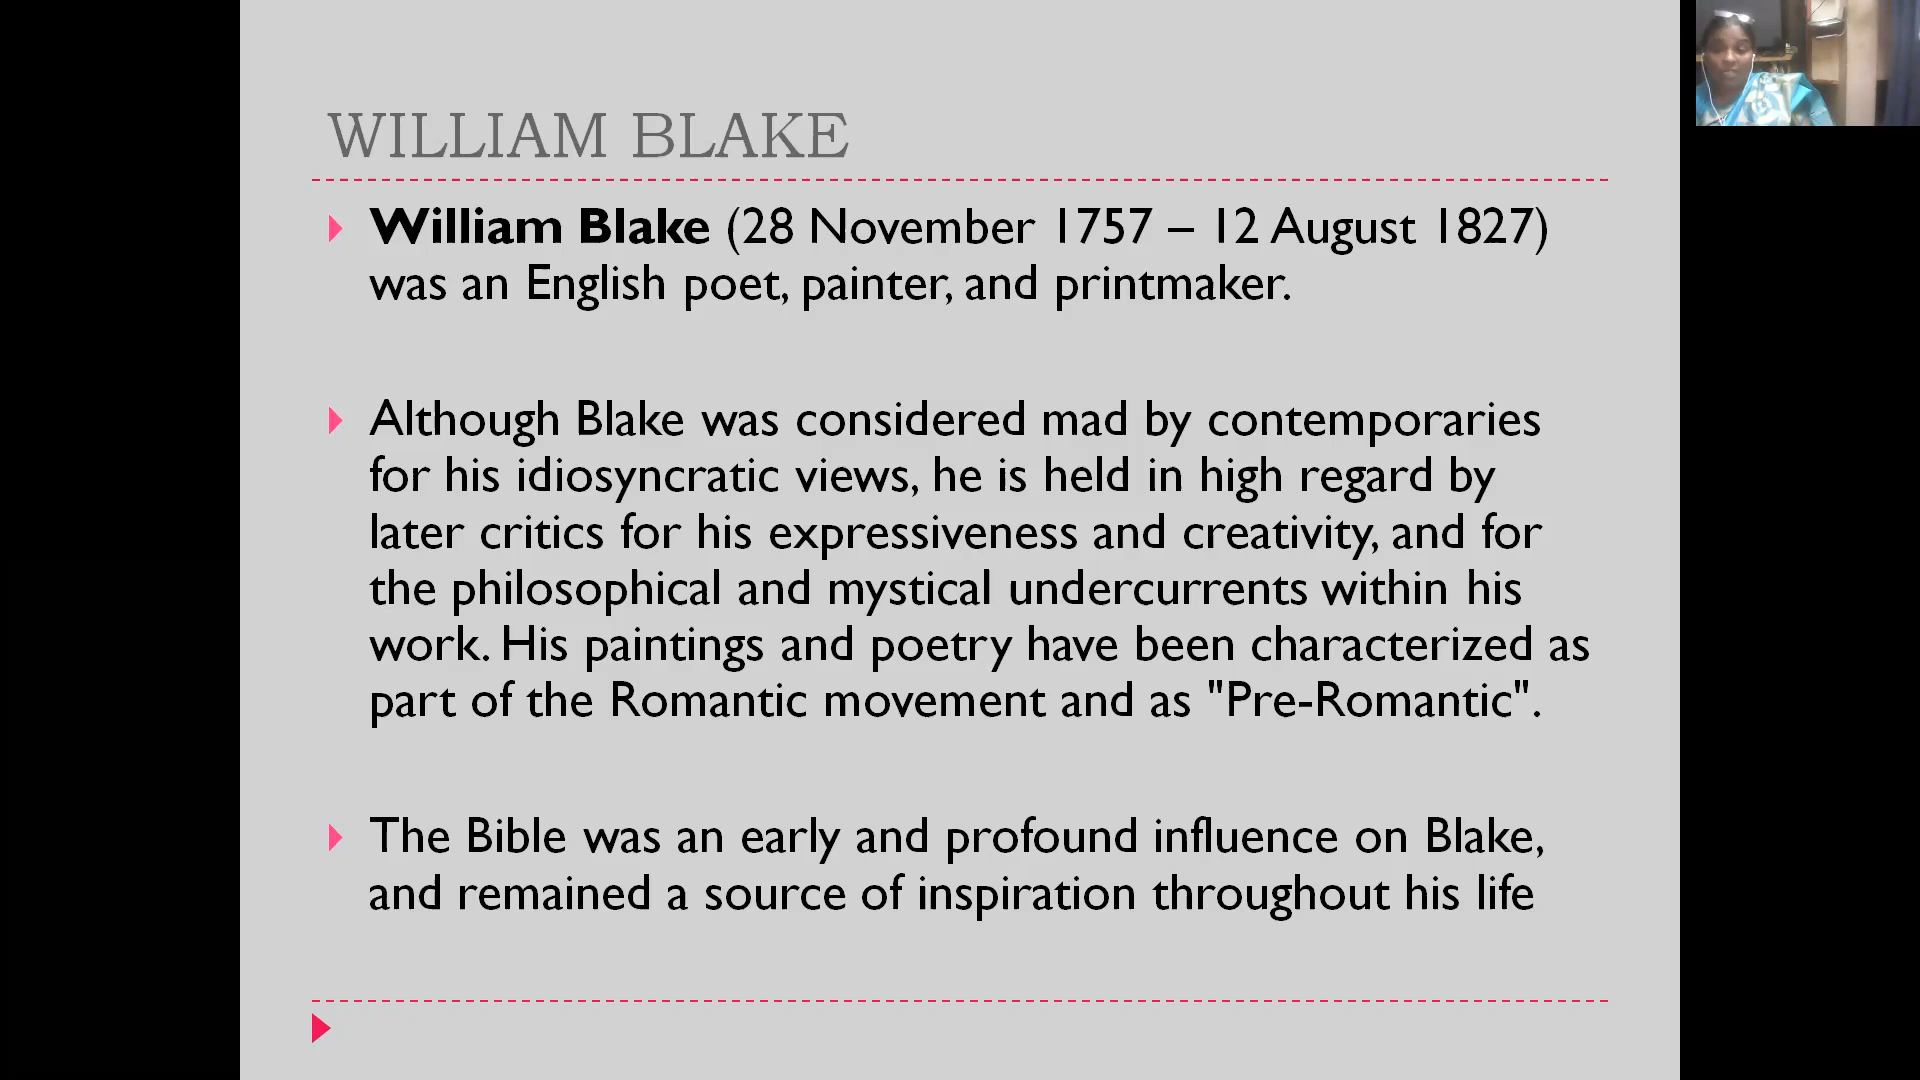 WILLIAM BLAKE
William Blake (28 November 1757 – 12 August 1827)
was an English poet, painter, and printmaker.
Although Blake was considered mad by contemporaries
for his idiosyncratic views, he is held in high regard by
later critics for his expressiveness and creativity, and for
the philosophical and mystical undercurrents within his
work. His paintings and poetry have been characterized as
part of the Romantic movement and as "Pre-Romantic".
The Bible was an early and profound influence on Blake,
and remained a source of inspiration throughout his life